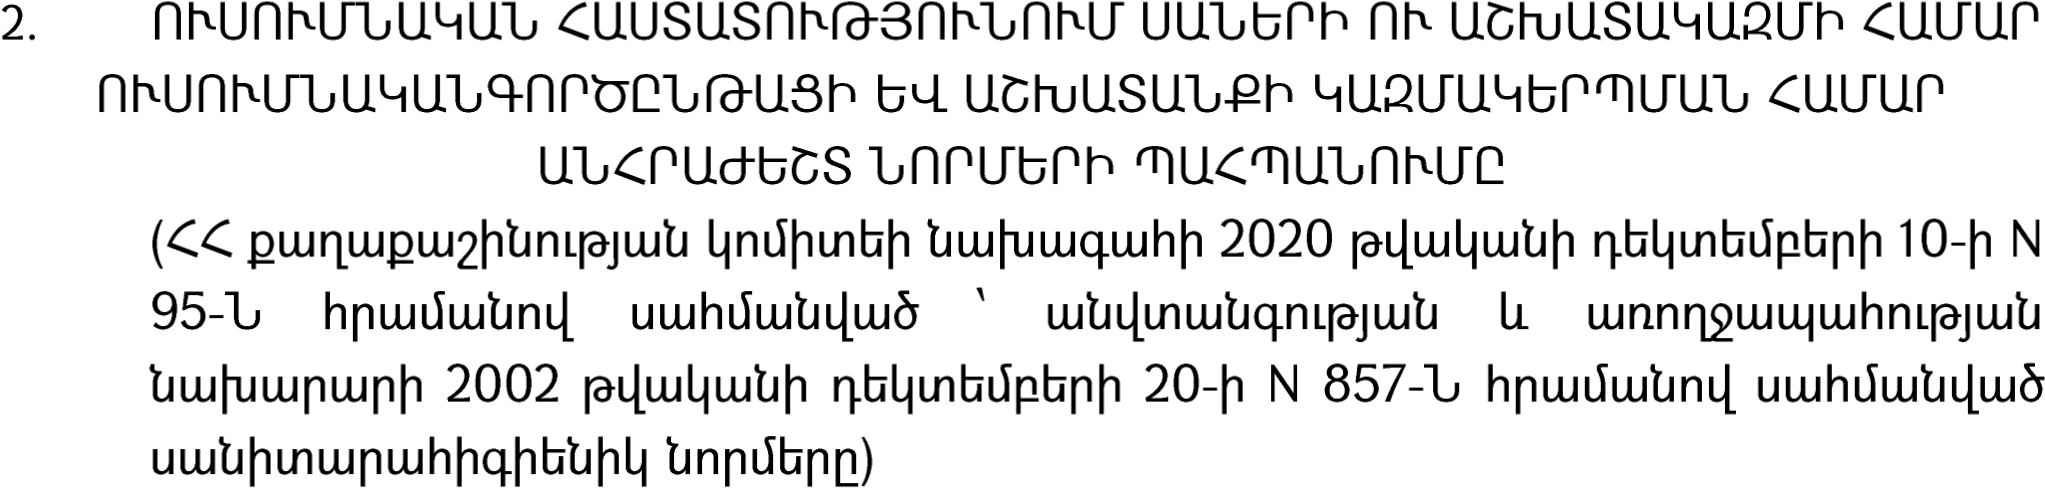 2. ՈՒՍՈՒՄՆԱԿԱՆ ՀԱՍՏԱՏՈՒԹՅՈՒՆՈՒՄ ՍԱՆԵՐԻ ՈՒ ԱՇԽԱՏԱԿԱԶՄԻ ՀԱՄԱՐ
ՈՒՍՈՒՄՆԱԿԱՆԳՈՐԾԸՆԹԱՑԻ ԵՎ ԱՇԽԱՏԱՆՔԻ ԿԱԶՄԱԿԵՐՊՄԱՆ ՀԱՄԱՐ
ԱՆՀՐԱԺԵՇՏ ՆՈՐՄԵՐԻ ՊԱՀՊԱՆՈՒՄԸ
(ՀՀ քաղաքաշինության կոմիտեի նախագահի 2020 թվականի դեկտեմբերի 10-ի N
95-Ն հրամանով սահմանված ՝ անվտանգության և առողջապահության
նախարարի 2002 թվականի դեկտեմբերի 20-ի N 857-Ն հրամանով սահմանված
սանիտարահիգիենիկ նորմերը)